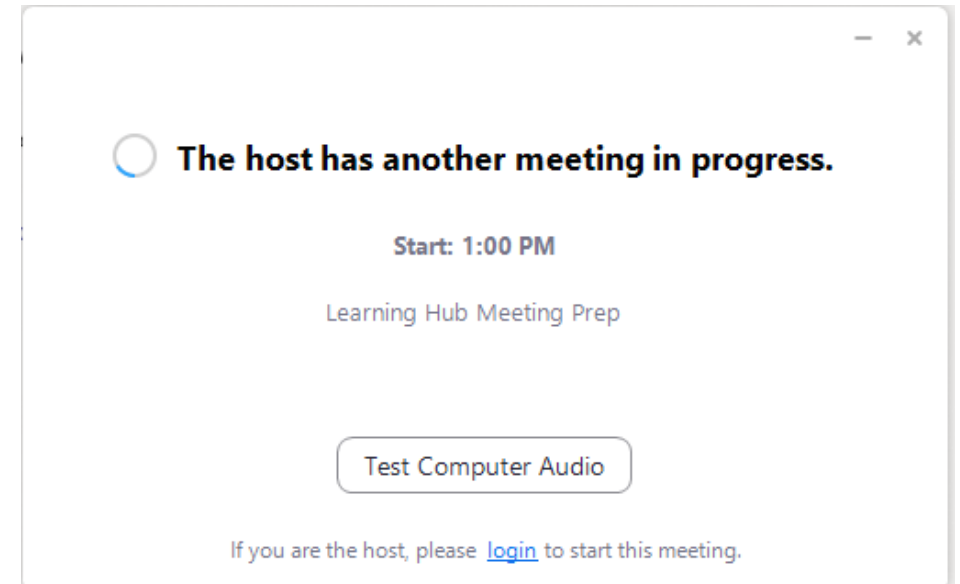 The host has another meeting in progress.
Start: 1:00 PM
Learning Hub Meeting Prep
Test Computer Audio
If you are the host, please login to start this meeting.